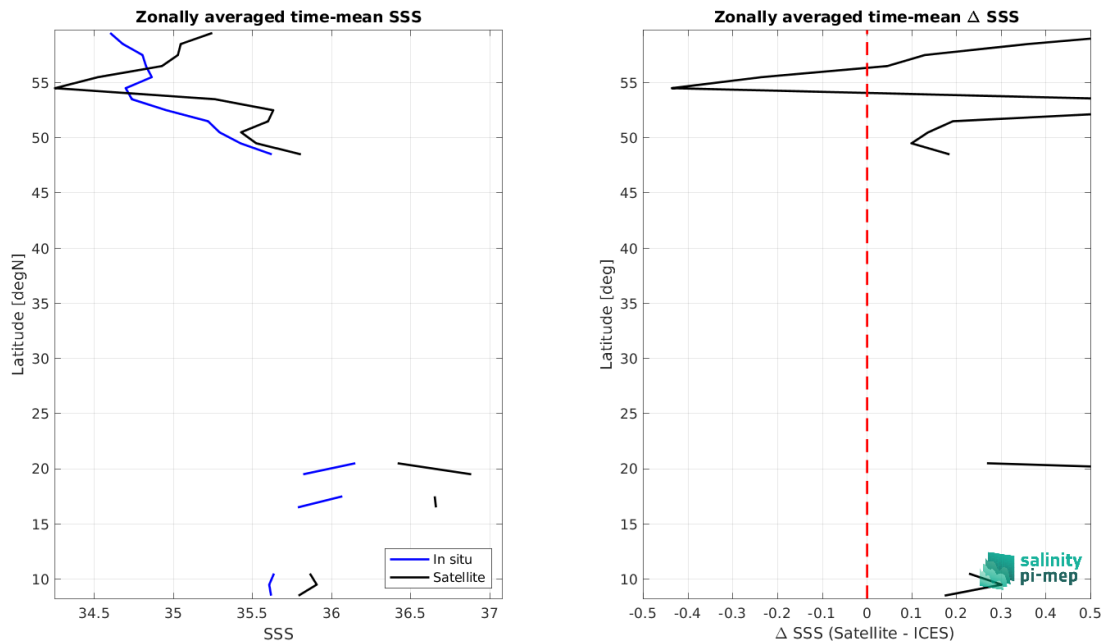 Zonally averaged time-mean SSS
Latitude [degN]
55
50
45
40
35
30
25
20
15
10
34.5 35 35.5 36 36.5 37
SSS
In situ
Satellite
Zonally averaged time-mean Δ SSS
Latitude [deg]
55
50
45
40
35
30
25
20
15
10
-0.5 -0.4 -0.3 -0.2 -0.1 0 0.1 0.2 0.3 0.4 0.5
Δ SSS (Satellite - ICES)
salinity
pi-mep